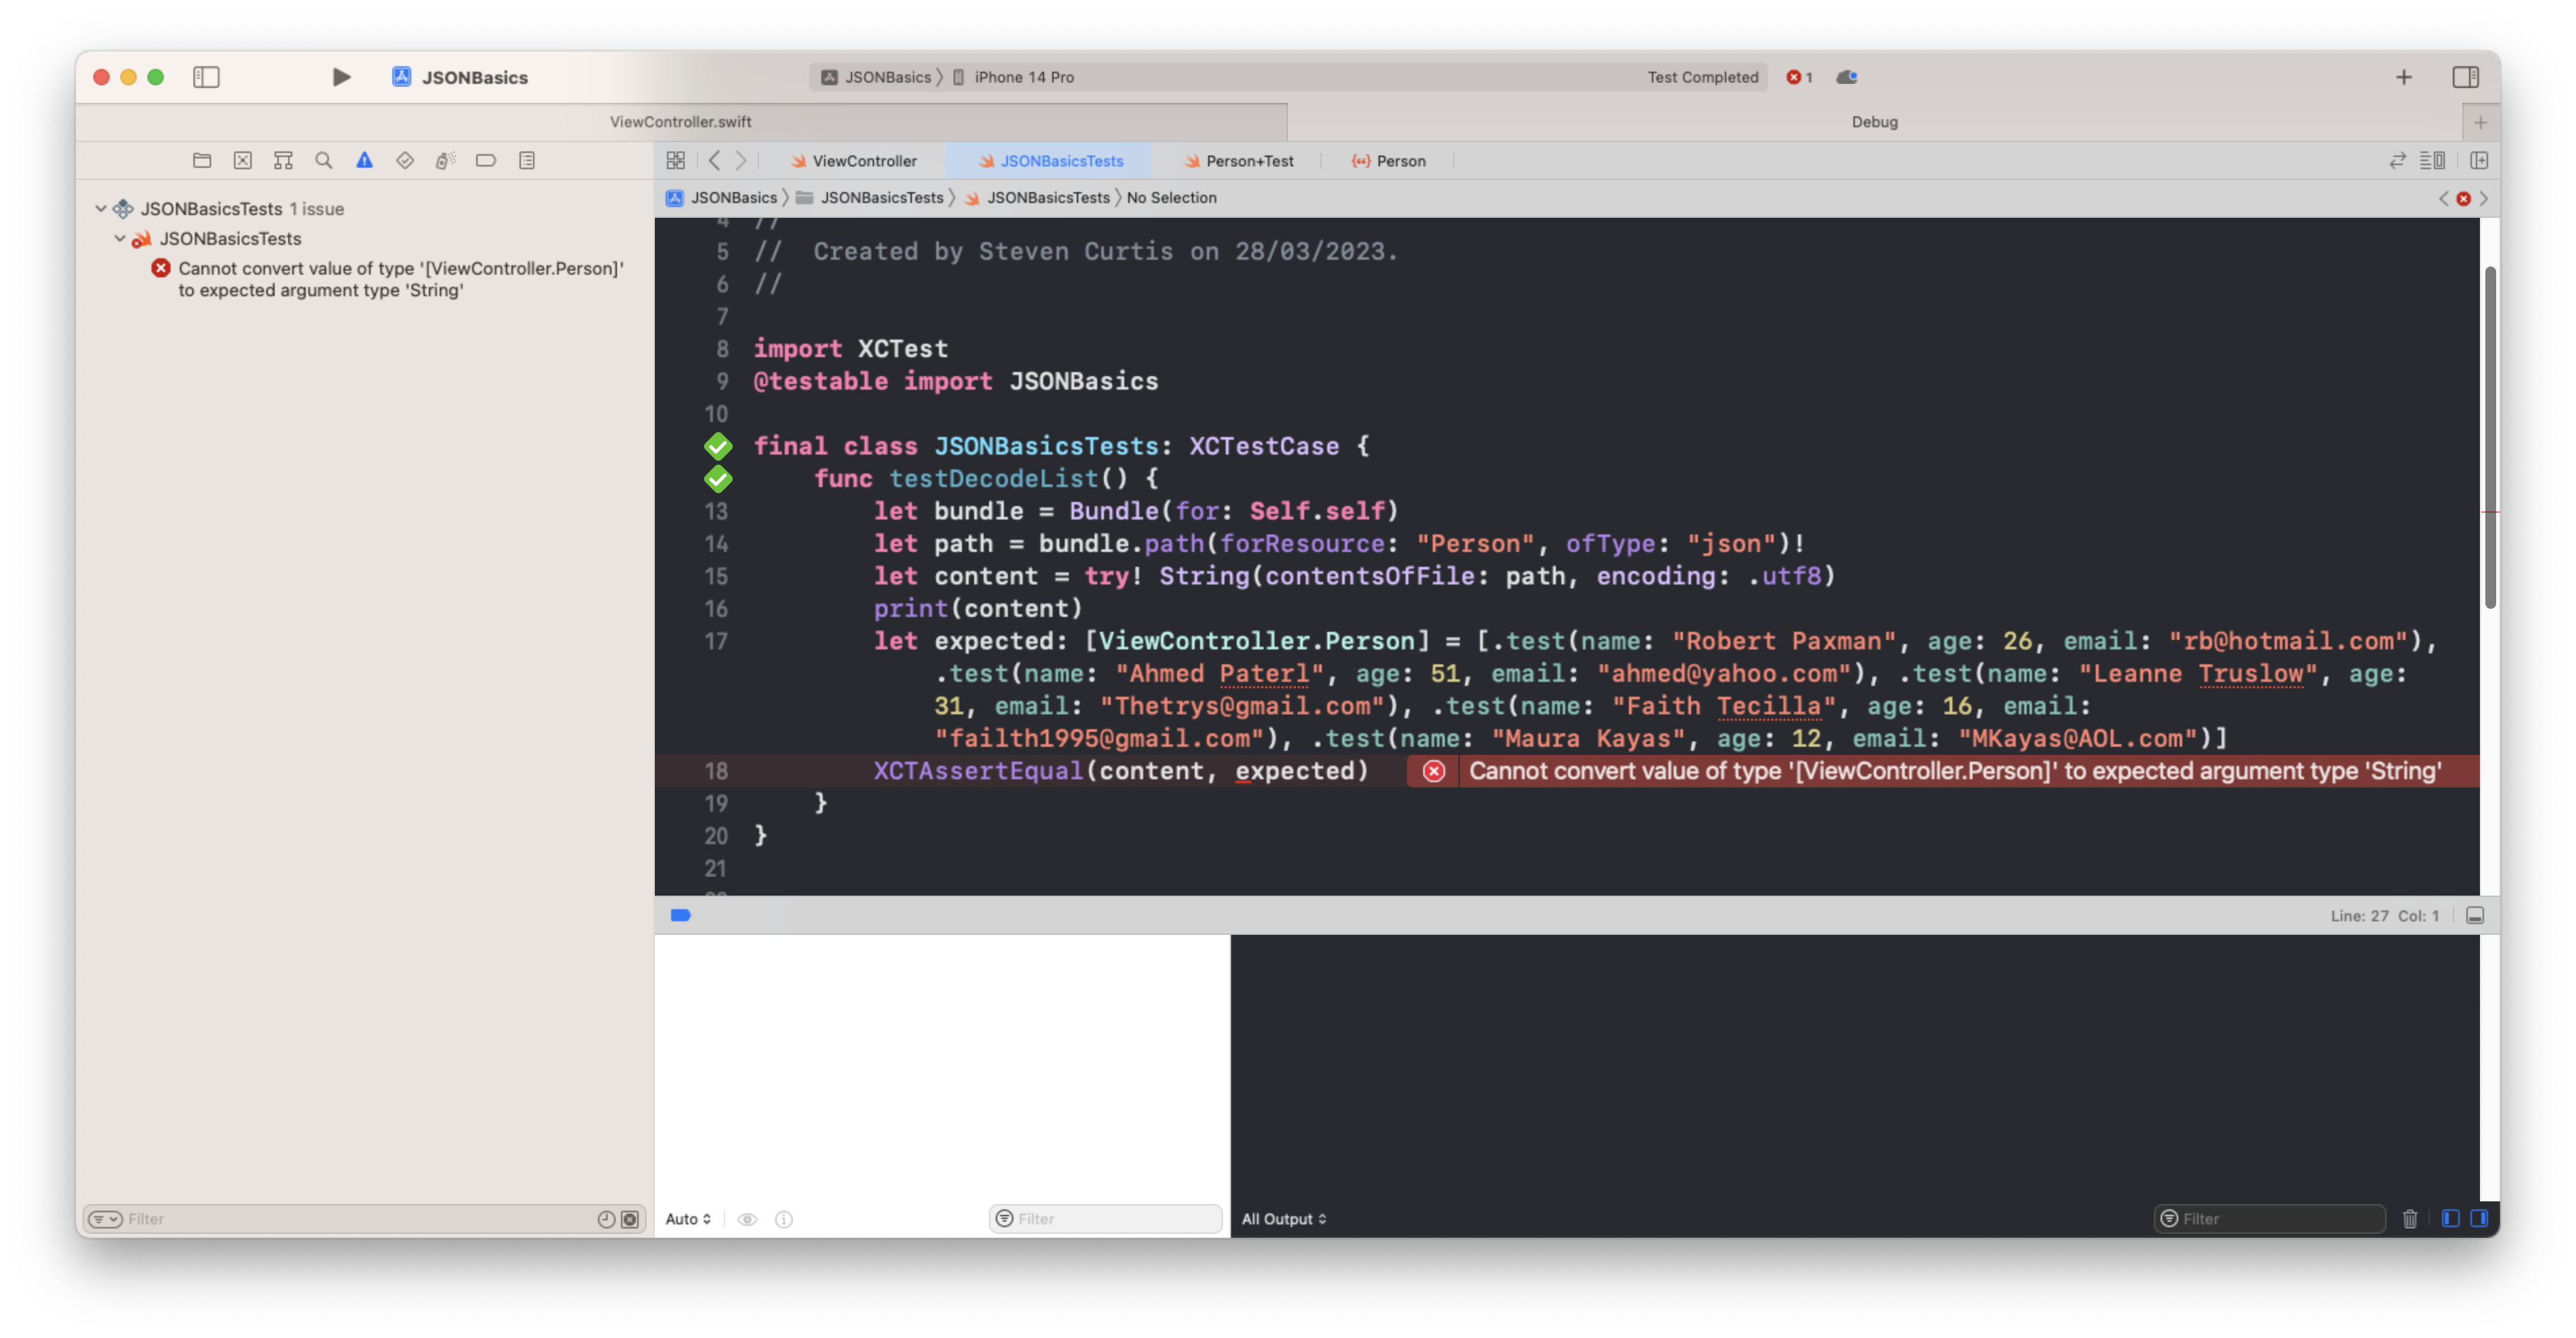 JSONBasics
JSONBasics
iPhone 14 Pro
Test Completed
1
ViewController.swift
Debug
ViewController
JSONBasicsTests
Person+Test
Person
JSONBasics
JSONBasicsTests
JSONBasicsTests
No Selection
JSONBasicsTests 1 issue
JSONBasicsTests
Cannot convert value of type '[ViewController.Person]'
to expected argument type 'String'
4 //
5 //  Created by Steven Curtis on 28/03/2023.
6 //
7
8 import XCTest
9 @testable import JSONBasics
10
final class JSONBasicsTests: XCTestCase {
func testDecodeList() {
13 let bundle = Bundle(for: Self.self)
14 let path = bundle.path(forResource: "Person", ofType: "json")!
15 let content = try! String(contentsOfFile: path, encoding: .utf8)
16 print(content)
17 let expected: [ViewController.Person] = [.test(name: "Robert Paxman", age: 26, email: "rb@hotmail.com"),
.test(name: "Ahmed Paterl", age: 51, email: "ahmed@yahoo.com"), .test(name: "Leanne Truslow", age:
31, email: "Thetrys@gmail.com"), .test(name: "Faith Tecilla", age: 16, email:
"failth1995@gmail.com"), .test(name: "Maura Kayas", age: 12, email: "MKayas@AOL.com")]
18 XCTAssertEqual(content, expected) Cannot convert value of type '[ViewController.Person]' to expected argument type 'String'
19 }
20 }
21
Line: 27 Col: 1
Filter
Auto
Filter
All Output
Filter